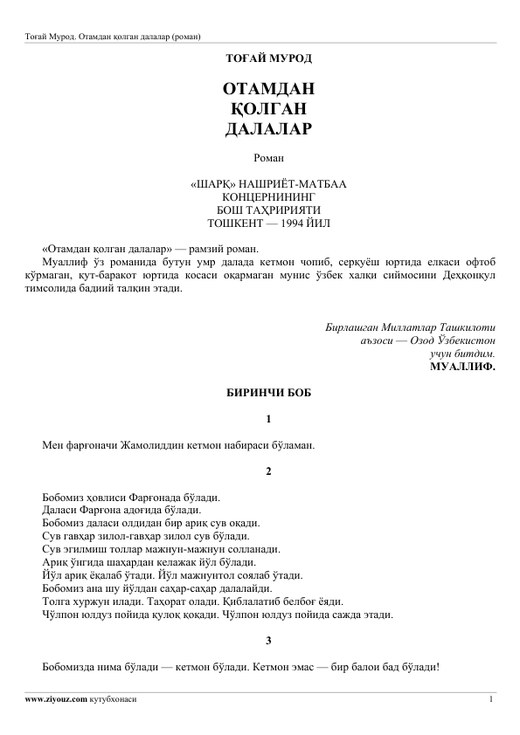 Тоғай Мурод. Отамдан қолган далалар (роман)
ТОҒАЙ МУРОД
ОТАМДАН
ҚОЛГАН
ДАЛАЛАР
Роман
«ШАРҚ» НАШРИЁТ-МАТБАА
КОНЦЕРНИНИНГ
БОШ ТАҲРИРИЯТИ
ТОШКЕНТ — 1994 ЙИЛ
«Отамдан қолган далалар» — рамзий роман.
Муаллиф ўз романида бутун умр далада кетмон чопиб, серқуёш юртида елкаси офтоб
кўрмаган, қут-баракот юртида косаси оқармаган мунис ўзбек халқи сиймосини Деҳқонқул
тимсолида бадиий талқин этади.
Бирлашган Миллатлар Ташкилоти
аъзоси — Озод Ўзбекистон
учун битдим.
МУАЛЛИФ.
БИРИНЧИ БОБ
1
Мен фарғоначи Жамолиддин кетмон набираси бўламан.
2
Бобомиз ҳовлиси Фарғонада бўлади.
Даласи Фарғона адоғида бўлади.
Бобомиз даласи олдидан бир ариқ сув оқади.
Сув гавҳар зилол-гавҳар зилол сув бўлади.
Сув эгилмиш толлар мажнун-мажнун солланади.
Ариқ ўнгида шаҳардан келажак йўл бўлади.
Йўл ариқ ёқалаб ўтади. Йўл мажнунтол соялаб ўтади.
Бобомиз ана шу йўлдан саҳар-саҳар далалайди.
Толга хуржун илади. Таҳорат олади. Қиблалатиб белбоғ ёяди.
Чўлпон юлдуз пойида қулоқ қоқади. Чўлпон юлдуз пойида сажда этади.
3
Бобомизда нима бўлади — кетмон бўлади. Кетмон эмас — бир балои бад бўлади!
www.ziyouz.com кутубхонаси
1